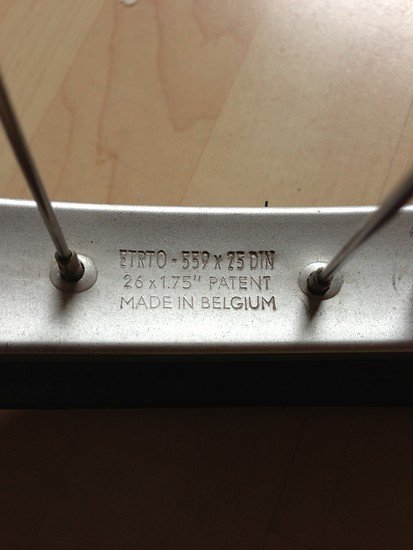 ETRTO - 559 x 25 DIN
26 x 1.75" PATENT
MADE IN BELGIUM